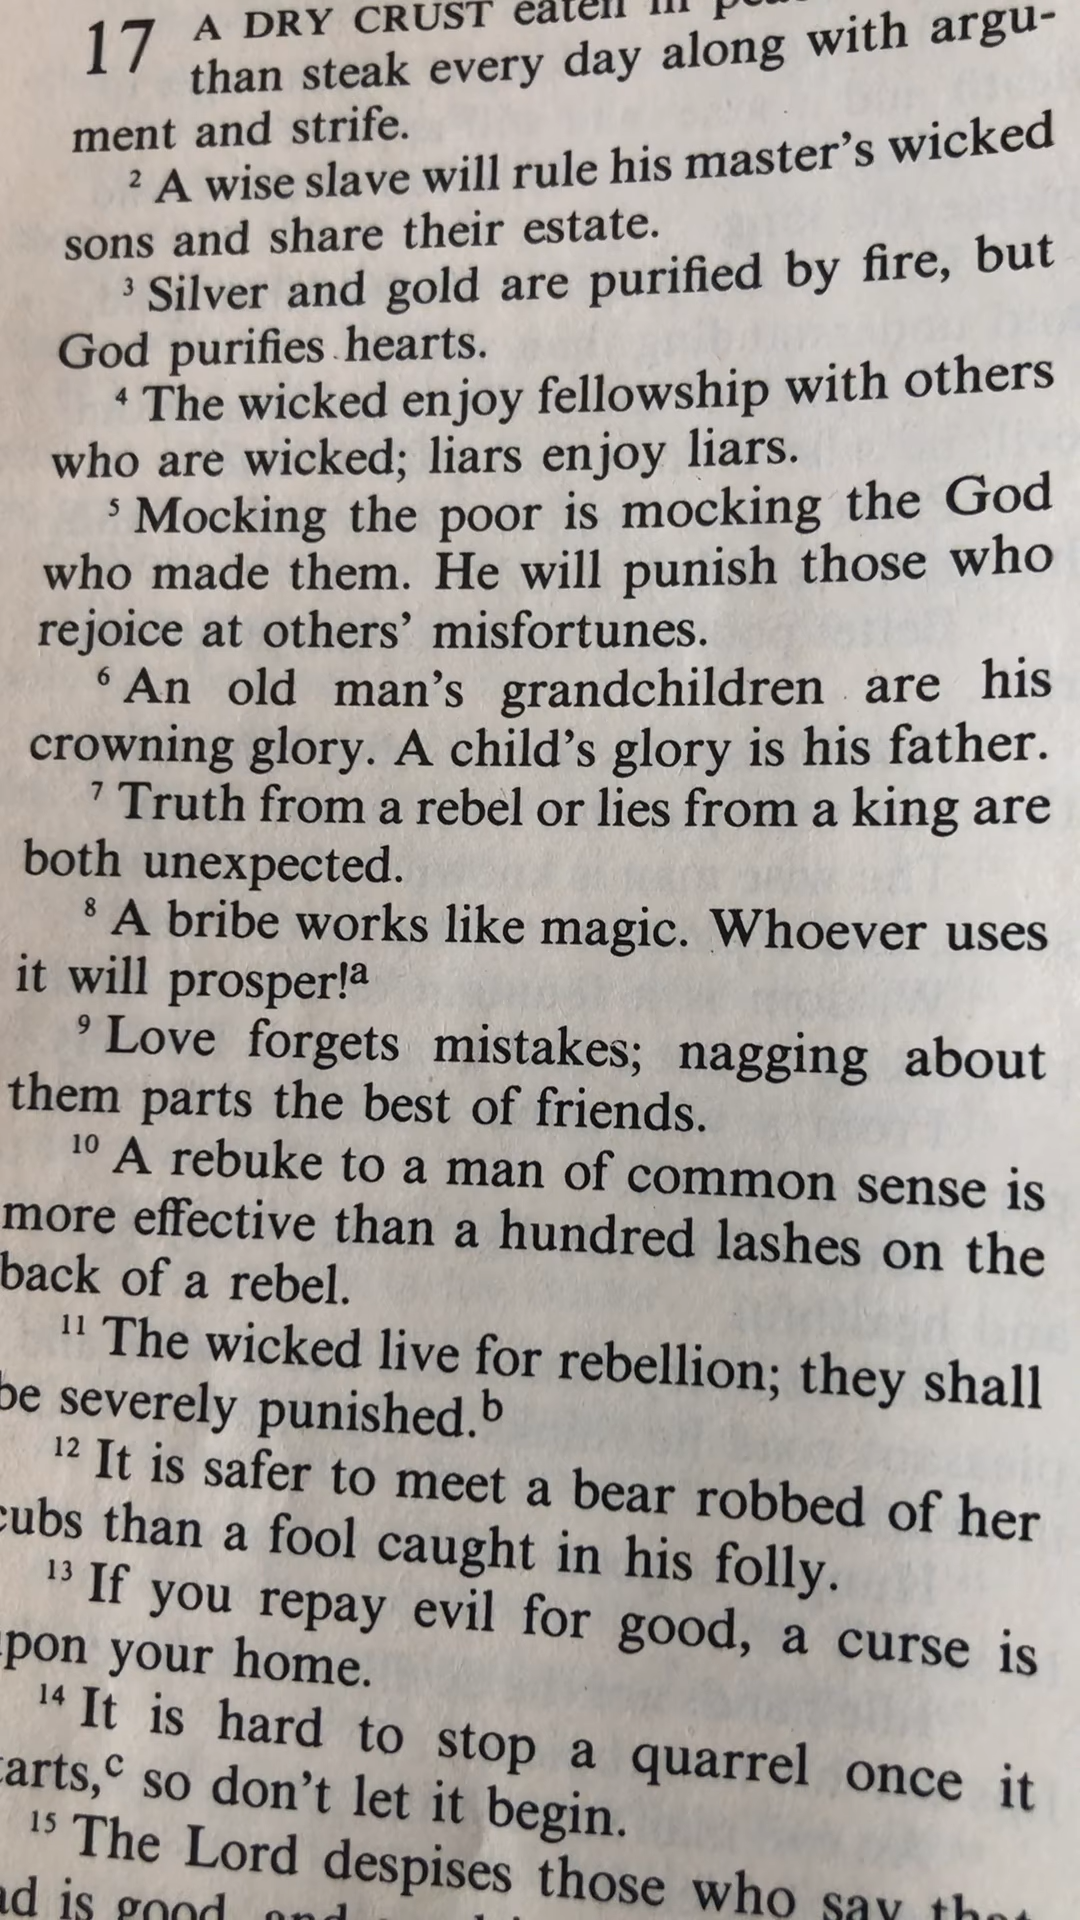 17 A DRY CRUST eaten in
than steak every day along with argu-
ment and strife.
2 A wise slave will rule his master's wicked
sons and share their estate.
3 Silver and gold are purified by fire, but
God purifies hearts.
4 The wicked enjoy fellowship with others
who are wicked; liars enjoy liars.
5 Mocking the poor is mocking the God
who made them. He will punish those who
rejoice at others' misfortunes.
6 An old man's grandchildren are his
crowning glory. A child's glory is his father.
7 Truth from a rebel or lies from a king are
both unexpected.
8 A bribe works like magic. Whoever uses
it will prosper!a
9 Love forgets mistakes; nagging about
them parts the best of friends.
10 A rebuke to a man of common sense is
more effective than a hundred lashes on the
back of a rebel.
11 The wicked live for rebellion; they shall
be severely punished.b
12 It is safer to meet a bear robbed of her
cubs than a fool caught in his folly.
13 If you repay evil for good, a curse is
pon your home.
14 It is hard to stop a quarrel once it
arts,c so don't let it begin.
15 The Lord despises those who say that
is good, and